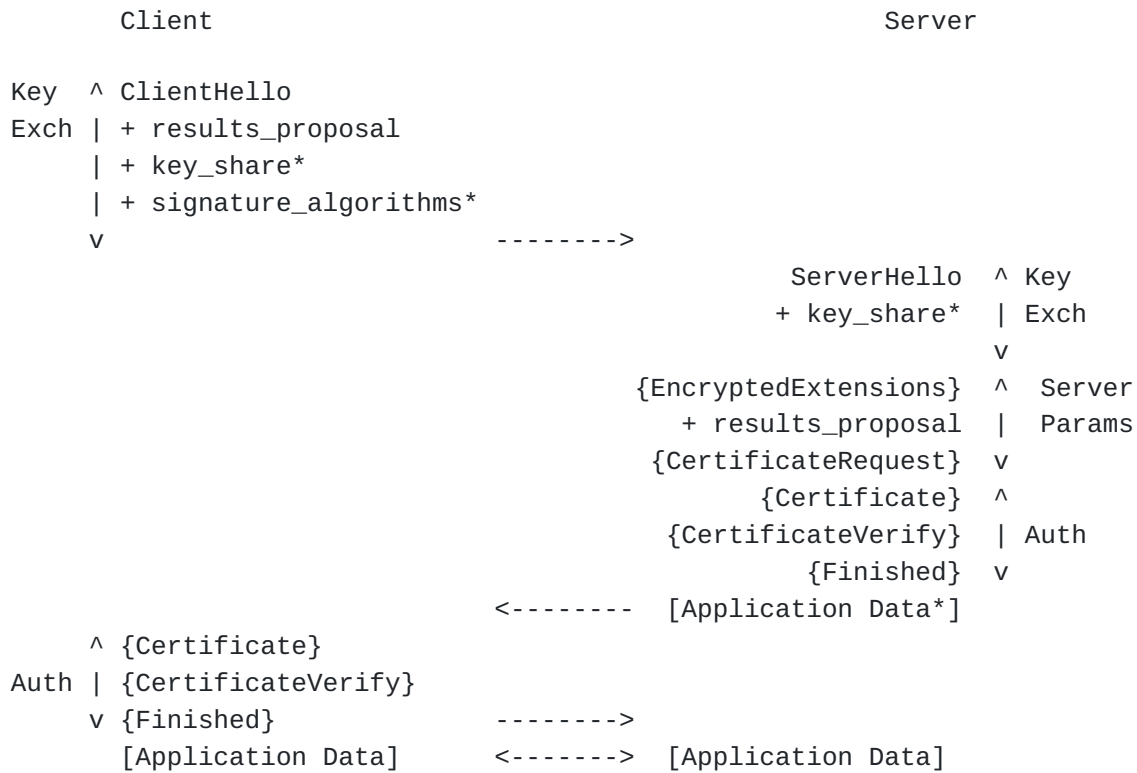 Client                                           Server

Key  ^ ClientHello
Exch | + results_proposal
     | + key_share*
     | + signature_algorithms*
     v                         -------->
                                                  ServerHello  ^ Key
                                                 + key_share*  | Exch
                                                               v
                                        {EncryptedExtensions}  ^  Server
                                           + results_proposal  |  Params
                                         {CertificateRequest}  v
                                                {Certificate}  ^
                                          {CertificateVerify}  | Auth
                                                   {Finished}  v
                               <--------  [Application Data*]
     ^ {Certificate}
Auth | {CertificateVerify}
     v {Finished}              -------->
       [Application Data]      <------->  [Application Data]